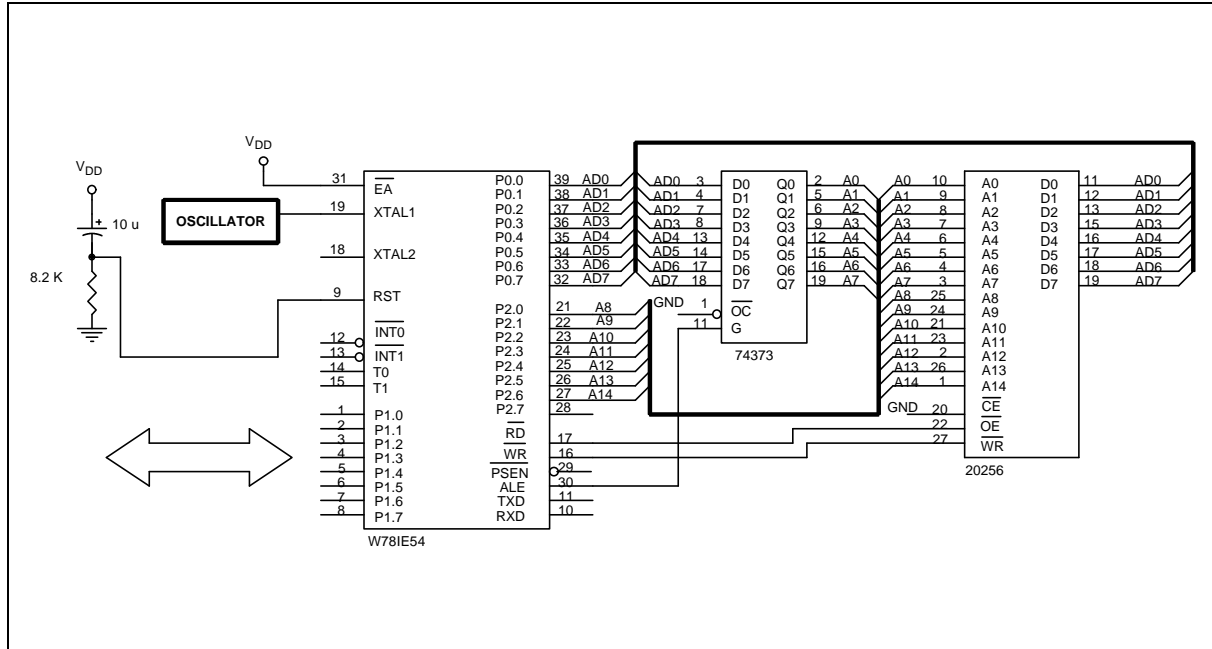 VDD
10 u
8.2 K
VDD
OSCILLATOR
31 EA
19 XTAL1
18 XTAL2
9 RST
12 INT0
13 INT1
14 T0
15 T1
1 P1.0
2 P1.1
3 P1.2
4 P1.3
5 P1.4
6 P1.5
7 P1.6
8 P1.7
P0.0 39 AD0
P0.1 38 AD1
P0.2 37 AD2
P0.3 36 AD3
P0.4 35 AD4
P0.5 34 AD5
P0.6 33 AD6
P0.7 32 AD7
P2.0 21 A8
P2.1 22 A9
P2.2 23 A10
P2.3 24 A11
P2.4 25 A12
P2.5 26 A13
P2.6 27 A14
P2.7 28
RD 17
WR 16
PSEN 29
ALE 30
TXD 11
RXD 10
W78IE54
AD0 3 D0 Q0 2 A0
AD1 4 D1 Q1 5 A1
AD2 7 D2 Q2 6 A2
AD3 8 D3 Q3 9 A3
AD4 13 D4 Q4 12 A4
AD5 14 D5 Q5 15 A5
AD6 17 D6 Q6 16 A6
AD7 18 D7 Q7 19 A7
GND 1 OC
11 G
74373
A0 10 A0 D0 11 AD0
A1 9 A1 D1 12 AD1
A2 8 A2 D2 13 AD2
A3 7 A3 D3 15 AD3
A4 6 A4 D4 16 AD4
A5 5 A5 D5 17 AD5
A6 4 A6 D6 18 AD6
A7 3 A7 D7 19 AD7
A8 25 A8
A9 24 A9
A10 21 A10
A11 23 A11
A12 2 A12
A13 26 A13
A14 1 A14
GND 20 CE
22 OE
27 WR
20256